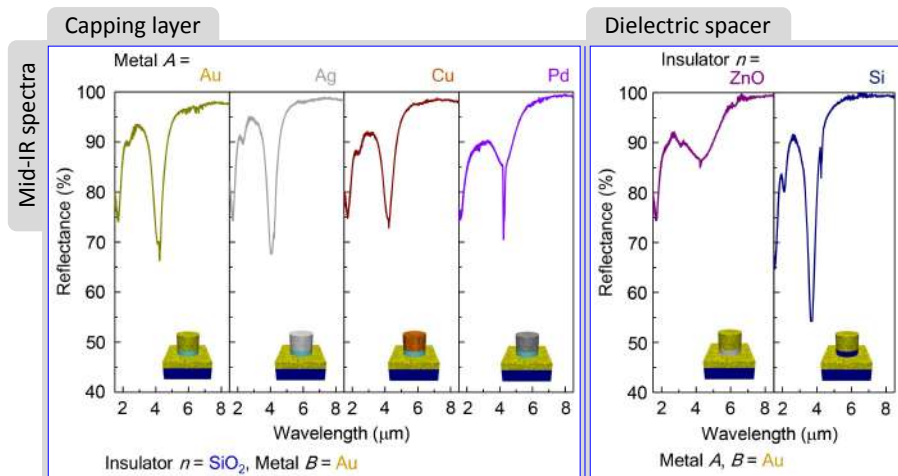 Capping layer
Dielectric spacer
Mid-IR spectra
Metal A =
Au
Ag
Cu
Pd
Insulator n =
ZnO
Si
Reflectance (%)
100
90
80
70
60
50
40
2 4 6 8
2 4 6 8
2 4 6 8
2 4 6 8
Wavelength (μm)
Insulator n = SiO₂, Metal B = Au
Reflectance (%)
100
90
80
70
60
50
40
2 4 6 8
2 4 6 8
Wavelength (μm)
Metal A, B = Au